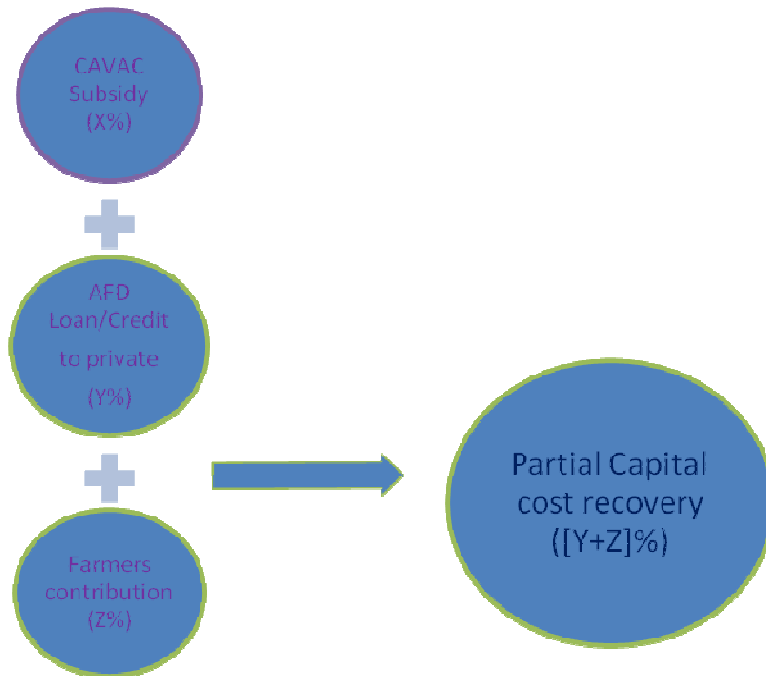 CAVAC
Subsidy
(X%)
AFD
Loan/Credit
to private
(Y%)
Farmers
contribution
(Z%)
Partial Capital
cost recovery
([Y+Z]%)